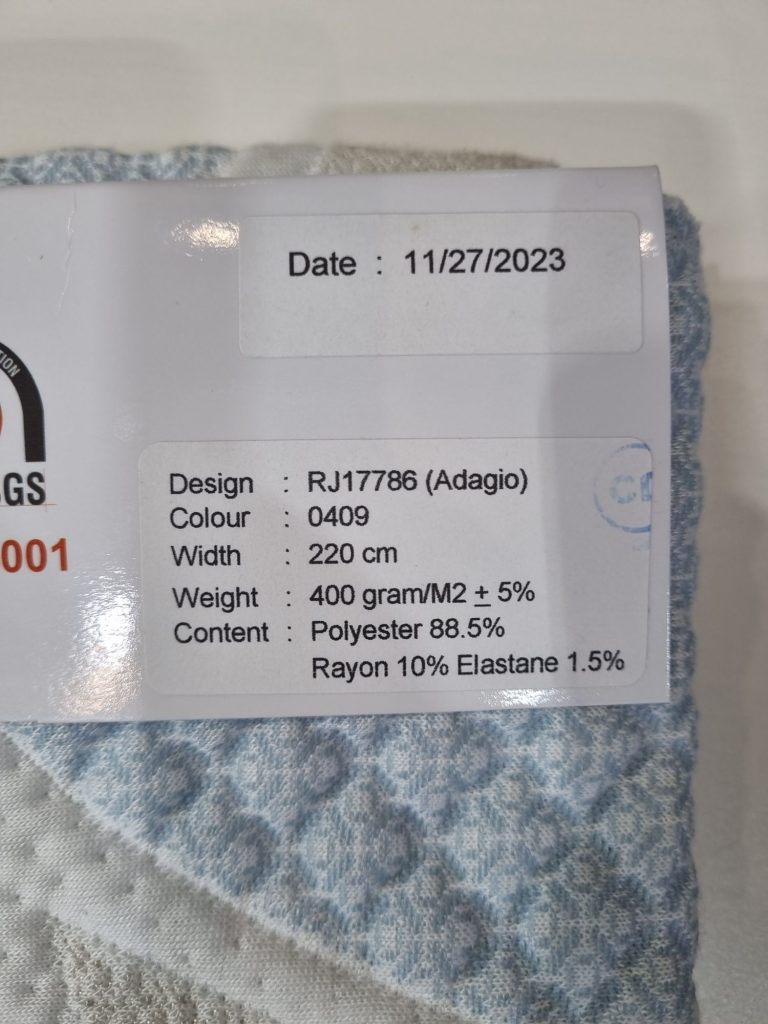 Date : 11/27/2023
TION
GS
001
Design : RJ17786 (Adagio)
Colour : 0409
Width : 220 cm
Weight : 400 gram/M2 ± 5%
Content : Polyester 88.5%
Rayon 10% Elastane 1.5%